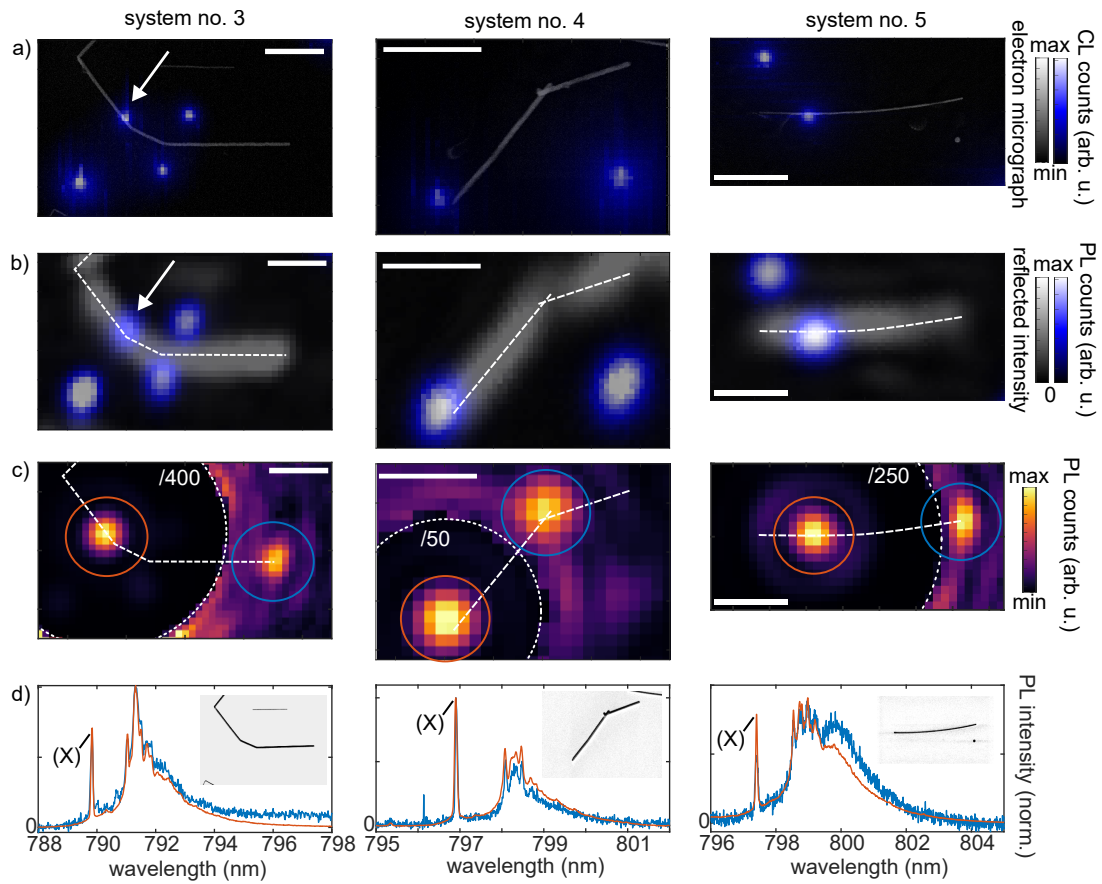 system no. 3
system no. 4
system no. 5
a)
max
min
electron micrograph
CL counts (arb. u.)
b)
max
0
reflected intensity
PL counts (arb. u.)
c)
/400
/50
/250
max
min
PL counts (arb. u.)
d)
(X)
(X)
(X)
0
0
0
PL intensity (norm.)
788 790 792 794 796 798
795 797 799 801
796 798 800 802 804
wavelength (nm)
wavelength (nm)
wavelength (nm)